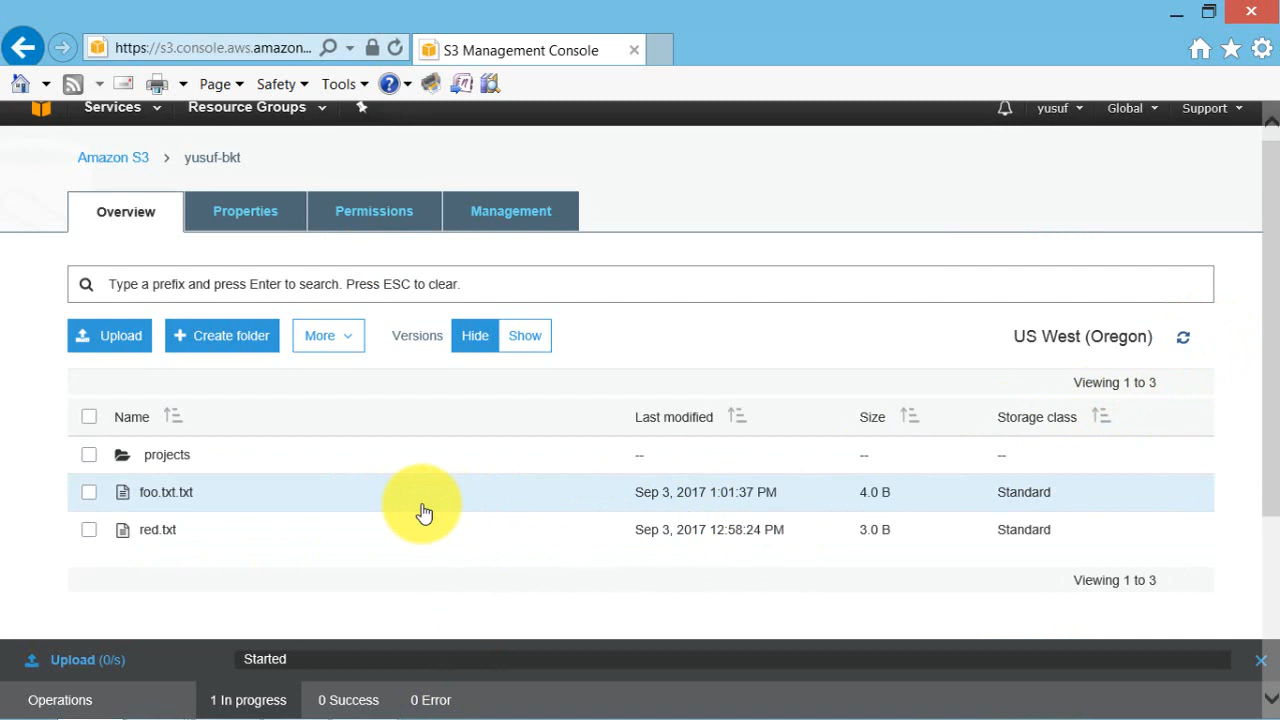 https://s3.console.aws.amazon... S3 Management Console
Page Safety Tools
Services Resource Groups yusuf Global Support
Amazon S3 > yusuf-bkt
Overview Properties Permissions Management
Type a prefix and press Enter to search. Press ESC to clear.
Upload + Create folder More Versions Hide Show US West (Oregon)
Viewing 1 to 3
Name Last modified Size Storage class
projects -- -- --
foo.txt.txt Sep 3, 2017 1:01:37 PM 4.0 B Standard
red.txt Sep 3, 2017 12:58:24 PM 3.0 B Standard
Viewing 1 to 3
Upload (0/s) Started
Operations 1 In progress 0 Success 0 Error